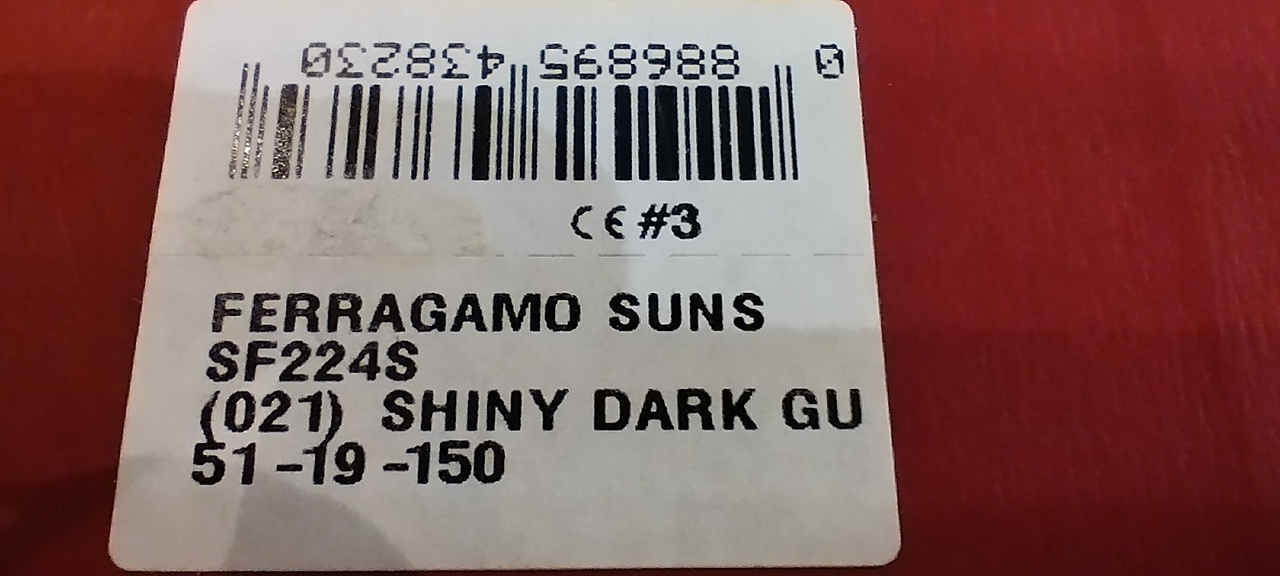 0 886895 438230
CE #3
FERRAGAMO SUNS
SF224S
(021) SHINY DARK GU
51-19-150